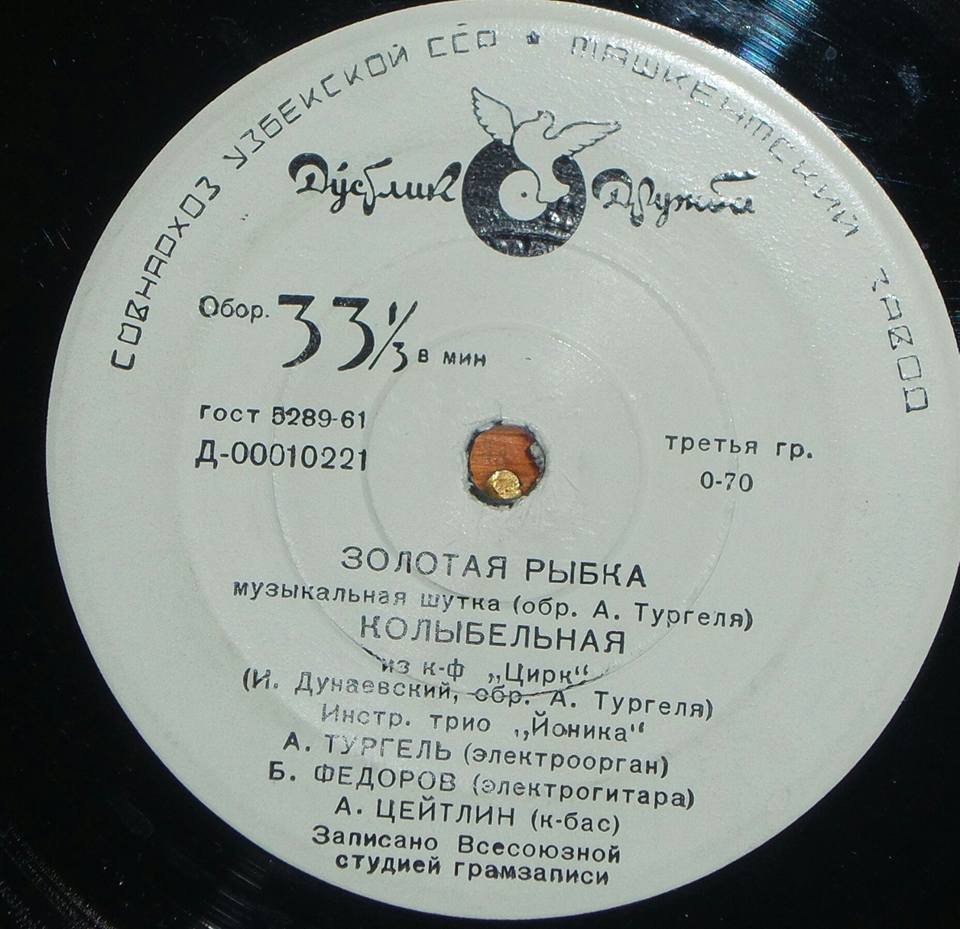 СОВНАРХОЗ УЗБЕКСКОЙ ССР ★ ТАШКЕНТСКИЙ ЗАВОД
Дўстлик Дружба
Обор. 33 1/3 в мин
гост 5289-61
Д-00010221
третья гр.
0-70
ЗОЛОТАЯ РЫБКА
музыкальная шутка (обр. А. Тургеля)
КОЛЫБЕЛЬНАЯ
из к-ф „Цирк“
(И. Дунаевский, обр. А. Тургеля)
Инстр. трио „Йоника“
А. ТУРГЕЛЬ (электроорган)
Б. ФЕДОРОВ (электрогитара)
А. ЦЕЙТЛИН (к-бас)
Записано Всесоюзной
студией грамзаписи